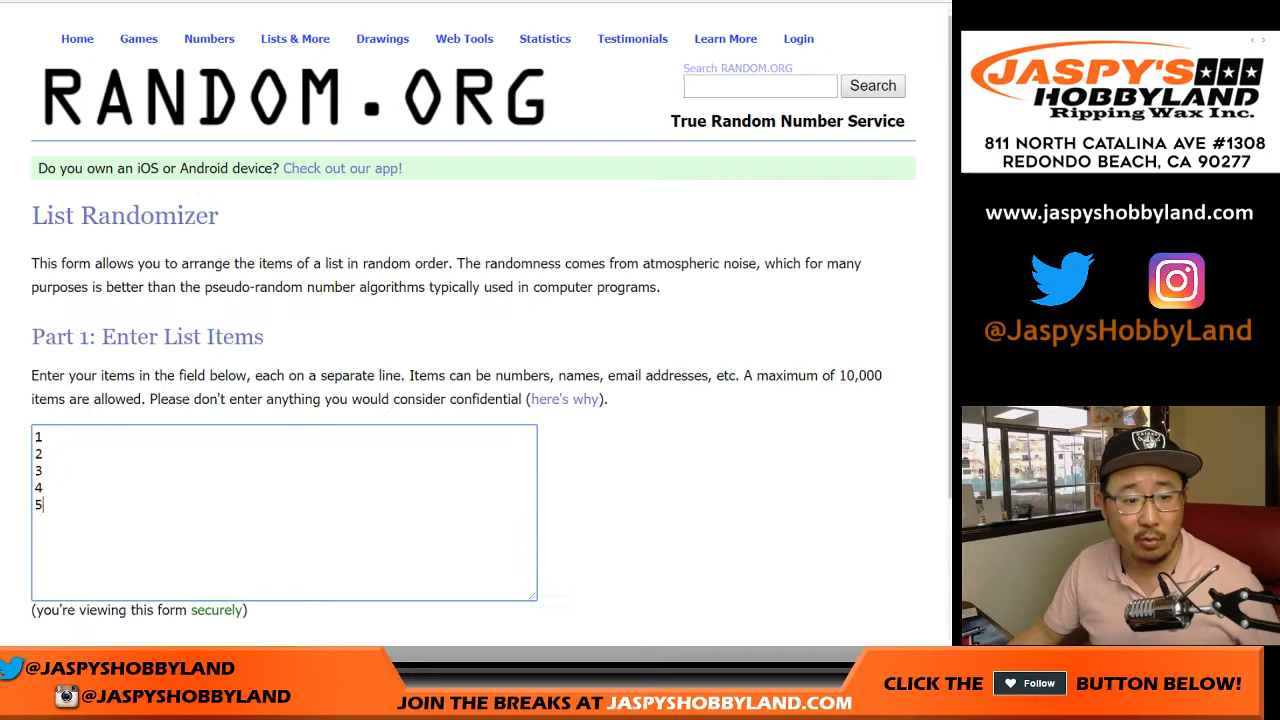 Home Games Numbers Lists & More Drawings Web Tools Statistics Testimonials Learn More Login
RANDOM.ORG
Search RANDOM.ORG
Search
True Random Number Service
Do you own an iOS or Android device? Check out our app!
List Randomizer
This form allows you to arrange the items of a list in random order. The randomness comes from atmospheric noise, which for many
purposes is better than the pseudo-random number algorithms typically used in computer programs.
Part 1: Enter List Items
Enter your items in the field below, each on a separate line. Items can be numbers, names, email addresses, etc. A maximum of 10,000
items are allowed. Please don't enter anything you would consider confidential (here's why).
1
2
3
4
5
(you're viewing this form securely)
JASPY'S
HOBBYLAND
Ripping Wax Inc.
811 NORTH CATALINA AVE #1308
REDONDO BEACH, CA 90277
www.jaspyshobbyland.com
@JaspysHobbyLand
RAIDERS
@JASPYSHOBBYLAND
@JASPYSHOBBYLAND
JOIN THE BREAKS AT JASPYSHOBBYLAND.COM
CLICK THE Follow BUTTON BELOW!